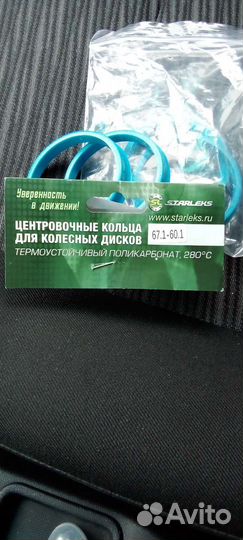 Уверенность
в движении!
STARLEKS
www.starleks.ru
ЦЕНТРОВОЧНЫЕ КОЛЬЦА
ДЛЯ КОЛЕСНЫХ ДИСКОВ
67.1-60.1
ТЕРМОУСТОЙЧИВЫЙ ПОЛИКАРБОНАТ, 280°C
Avito